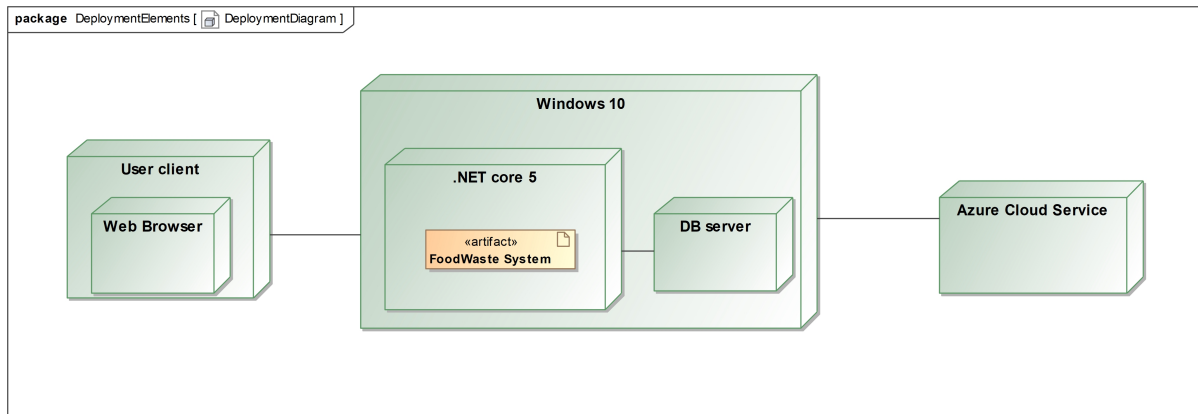 package DeploymentElements [ DeploymentDiagram ]
Windows 10
User client
Web Browser
.NET core 5
«artifact»
FoodWaste System
DB server
Azure Cloud Service